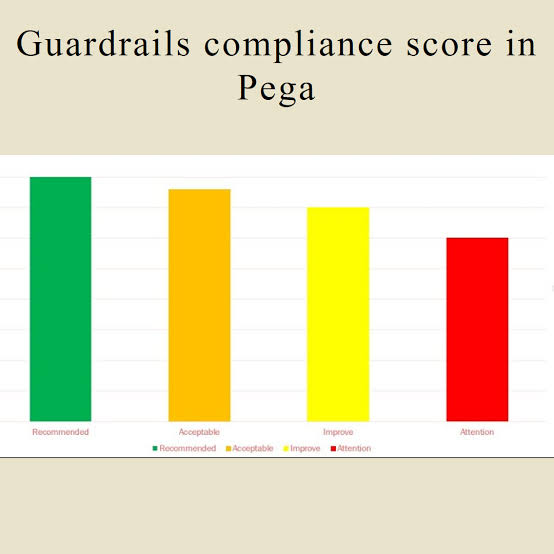 Guardrails compliance score in
Pega
Recommended Acceptable Improve Attention
Recommended Acceptable Improve Attention